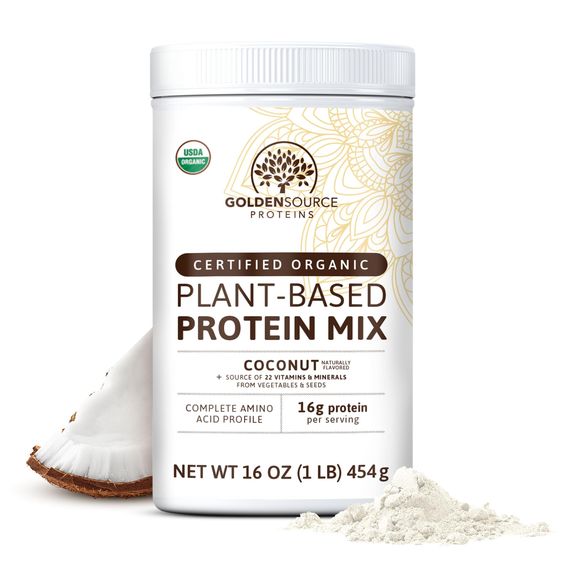 USDA
ORGANIC
GOLDENSOURCE
PROTEINS
CERTIFIED ORGANIC
PLANT-BASED
PROTEIN MIX
COCONUT NATURALLY FLAVORED
+ SOURCE OF 22 VITAMINS & MINERALS
FROM VEGETABLES & SEEDS
COMPLETE AMINO
ACID PROFILE
16g protein
per serving
NET WT 16 OZ (1 LB) 454g